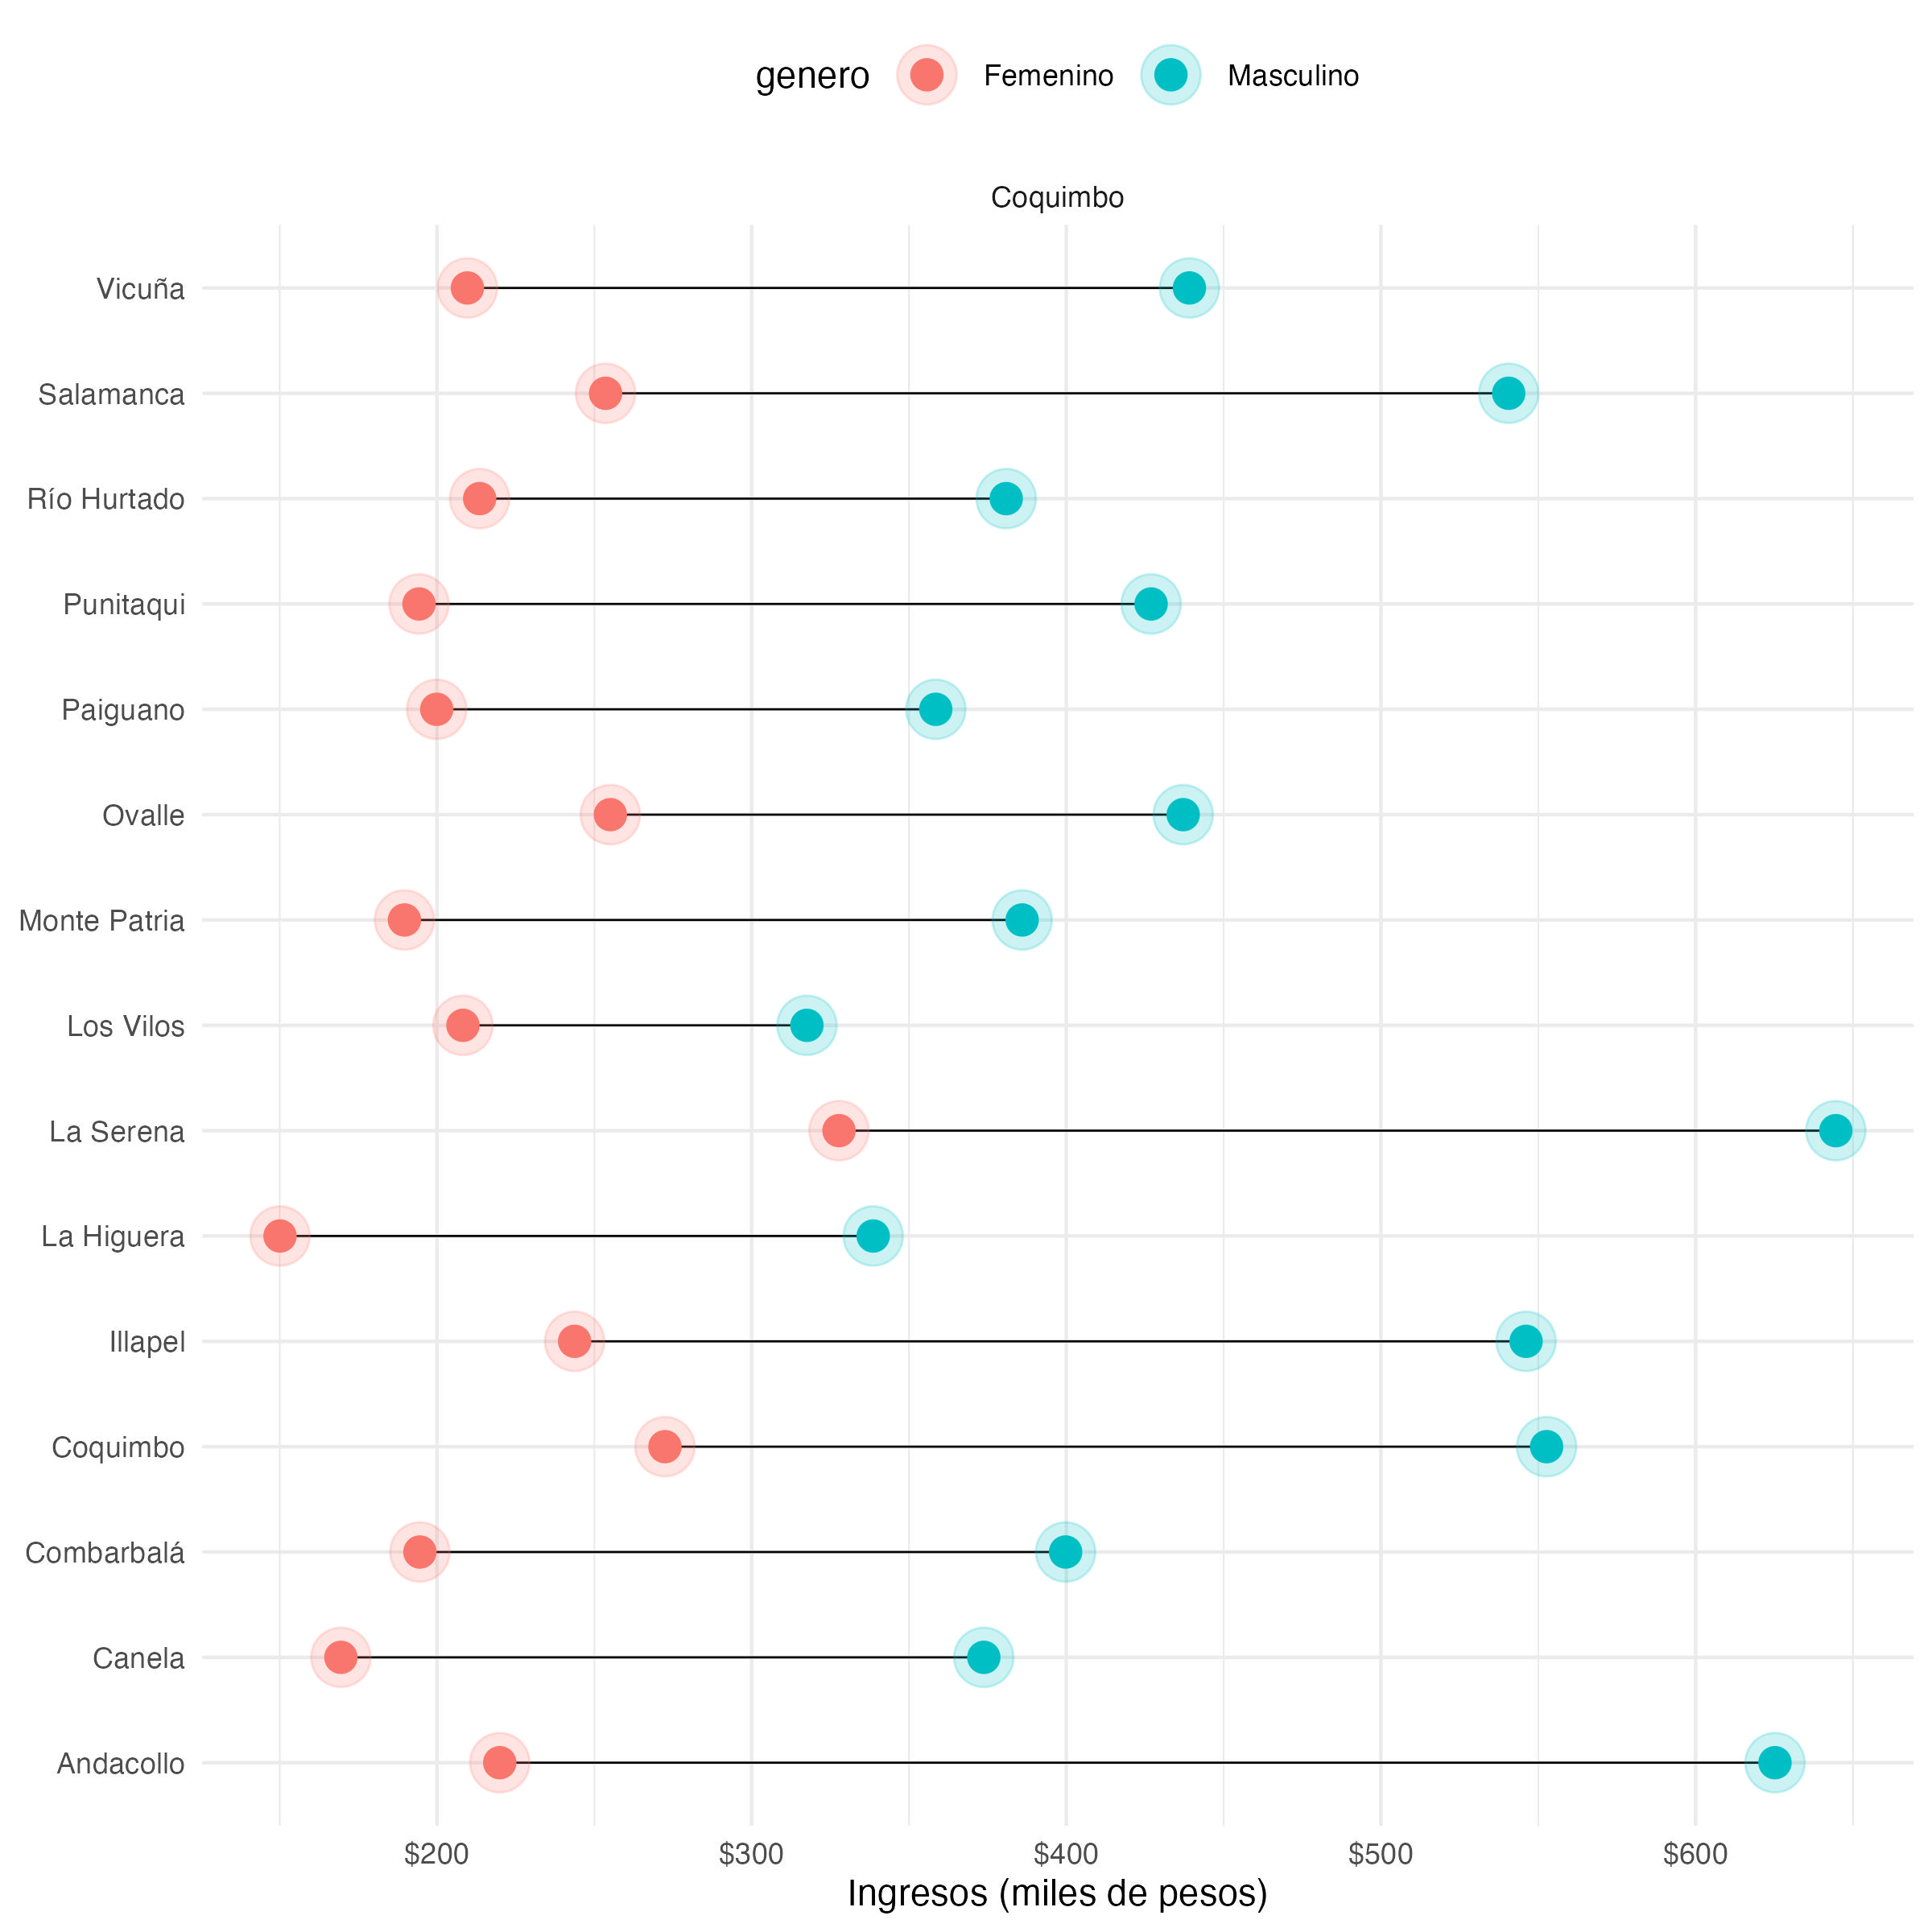 genero Femenino Masculino
Coquimbo
Vicuña
Salamanca
Río Hurtado
Punitaqui
Paiguano
Ovalle
Monte Patria
Los Vilos
La Serena
La Higuera
Illapel
Coquimbo
Combarbalá
Canela
Andacollo
$200 $300 $400 $500 $600
Ingresos (miles de pesos)